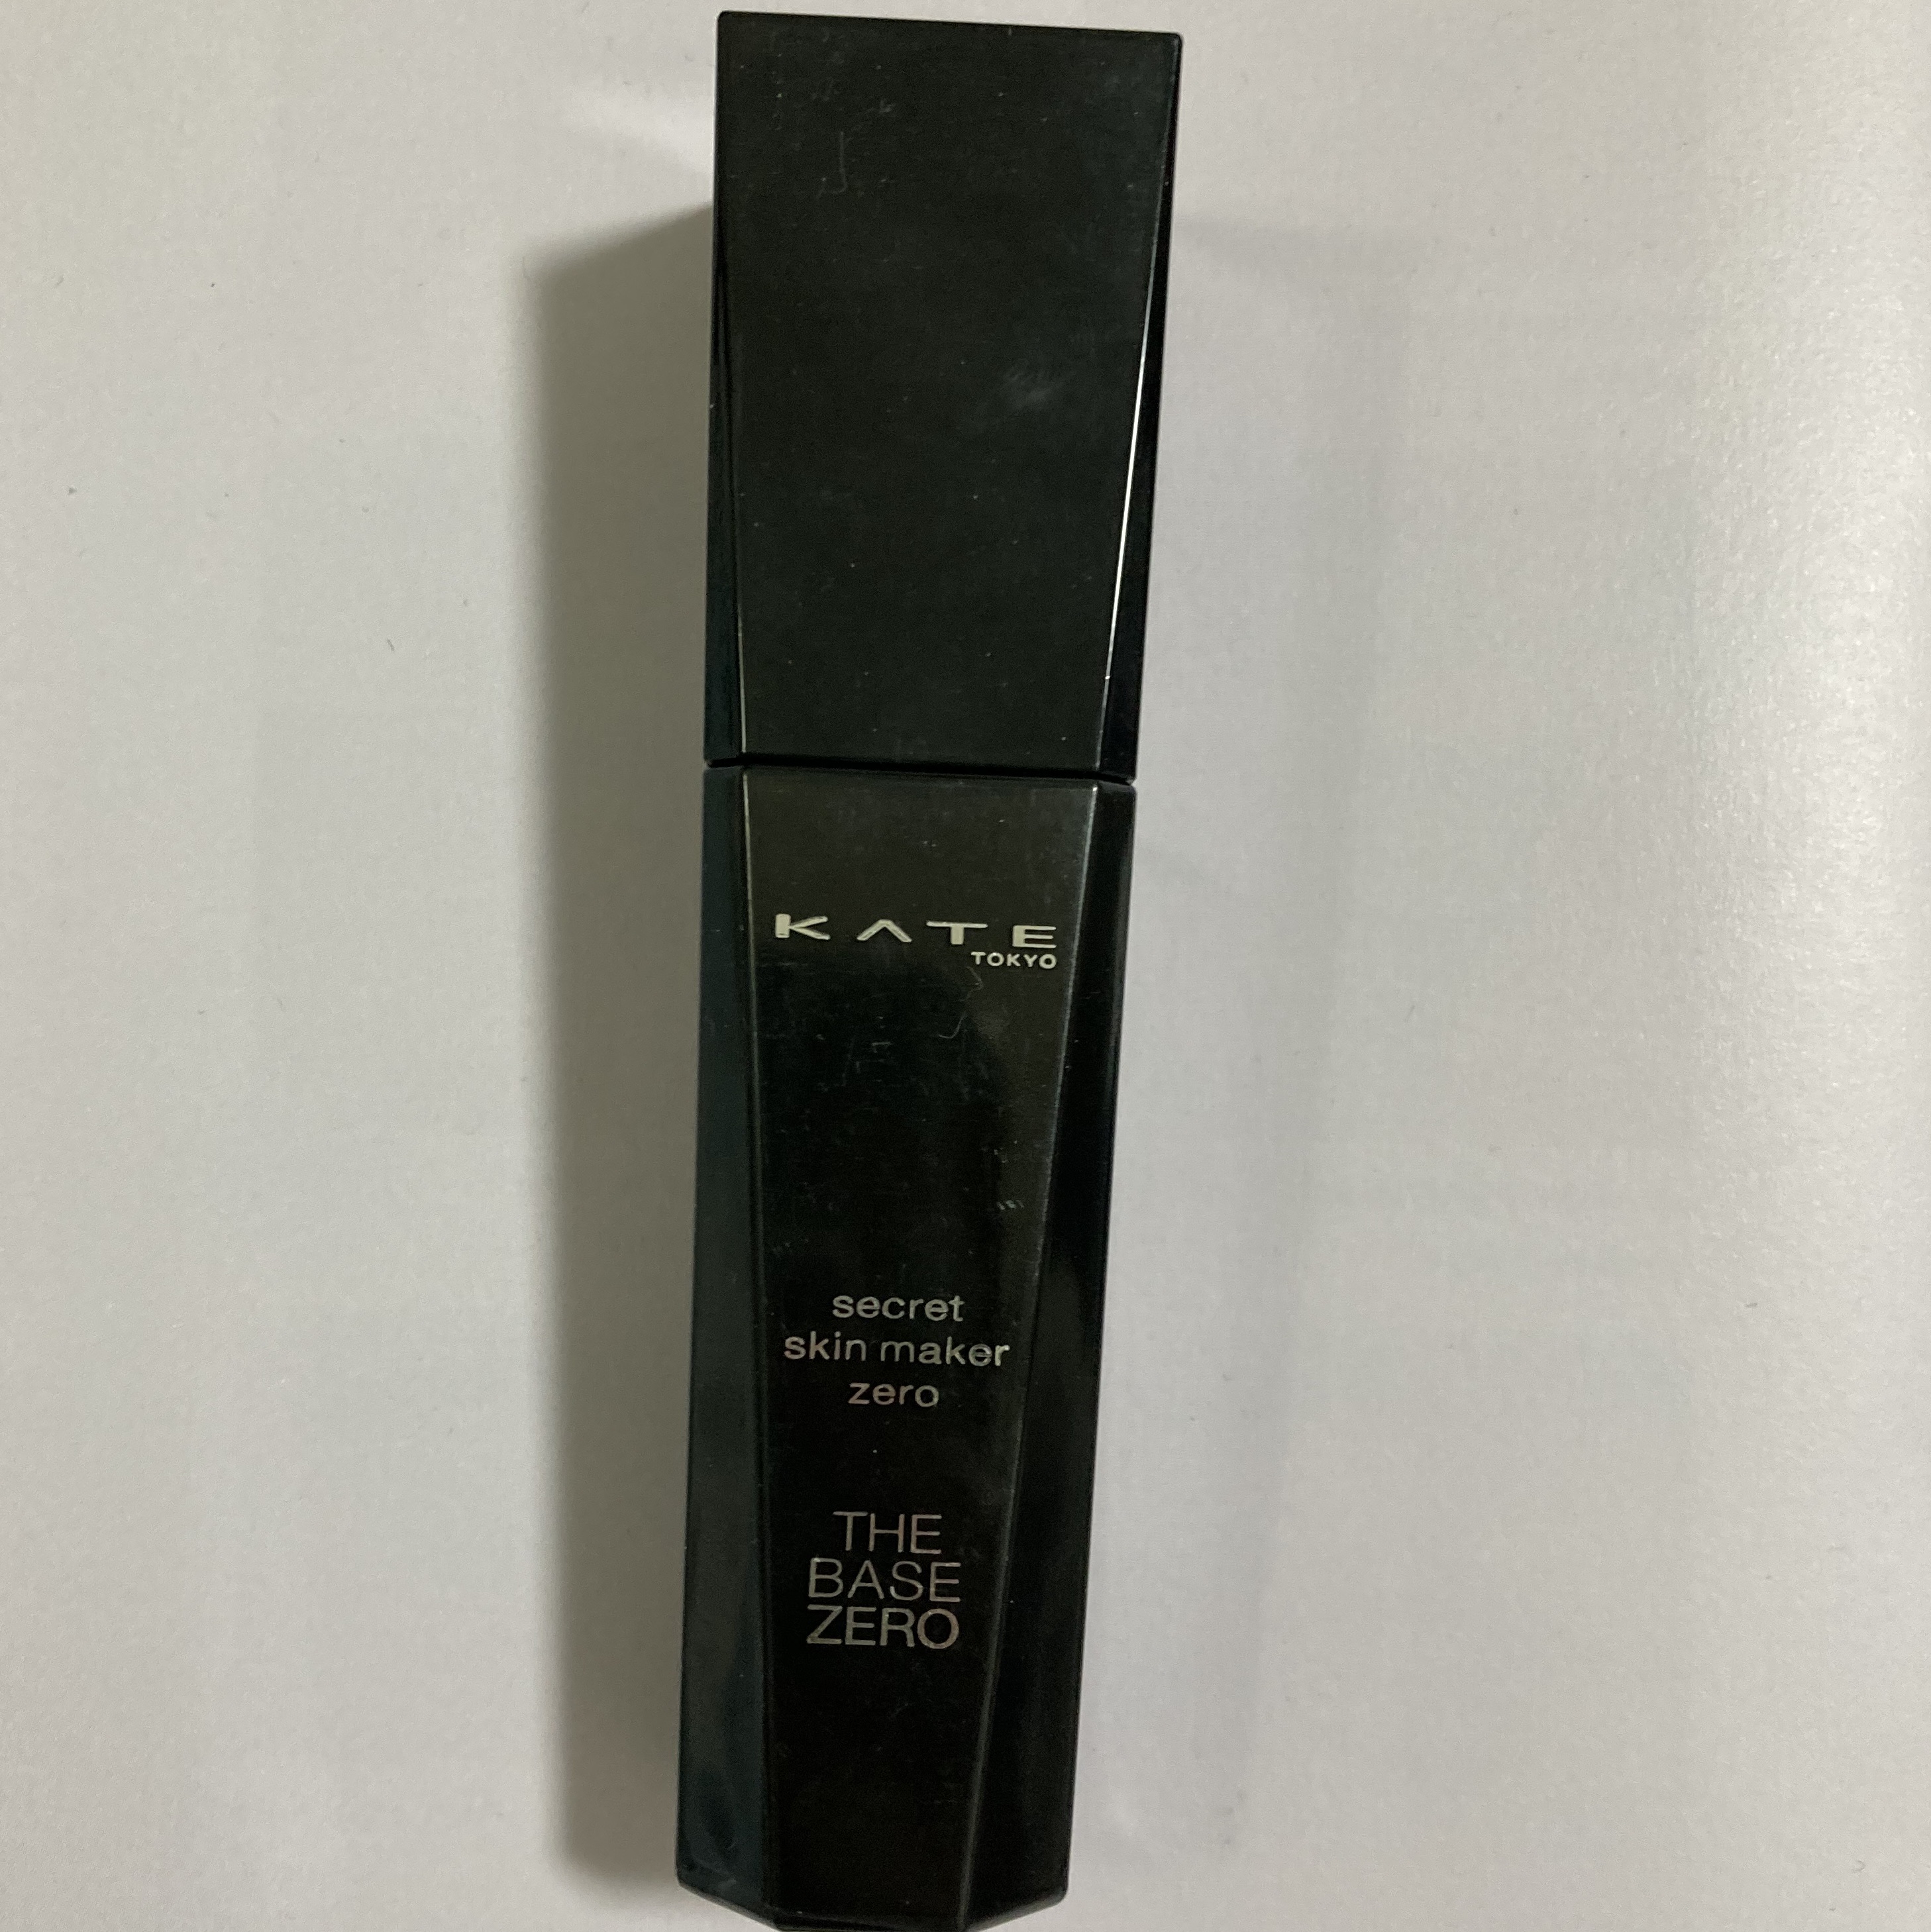 KATE
TOKYO
secret
skin maker
zero
THE
BASE
ZERO